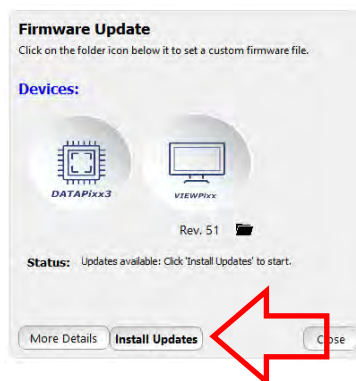 Firmware Update
Click on the folder icon below it to set a custom firmware file.
Devices:
DATAPixx3 VIEWPixx
Rev. 51
Status: Updates available: Click 'Install Updates' to start.
More Details Install Updates Close